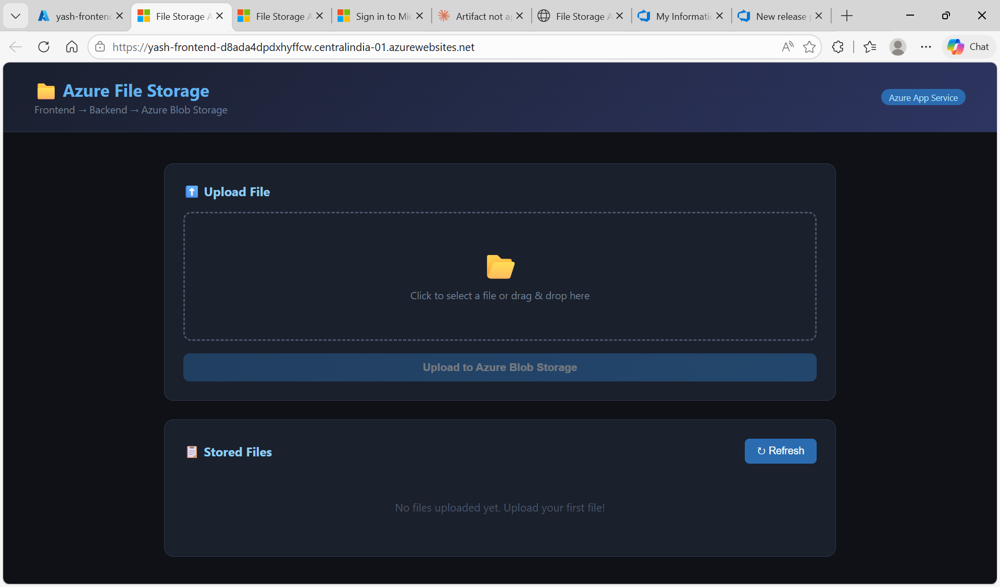 yash-frontend
File Storage A
File Storage A
Sign in to Mic
Artifact not a
File Storage A
My Informatio
New release
https://yash-frontend-d8ada4dpdxhyffcw.centralindia-01.azurewebsites.net
Chat
Azure File Storage
Frontend → Backend → Azure Blob Storage
Azure App Service
Upload File
Click to select a file or drag & drop here
Upload to Azure Blob Storage
Stored Files
↻ Refresh
No files uploaded yet. Upload your first file!